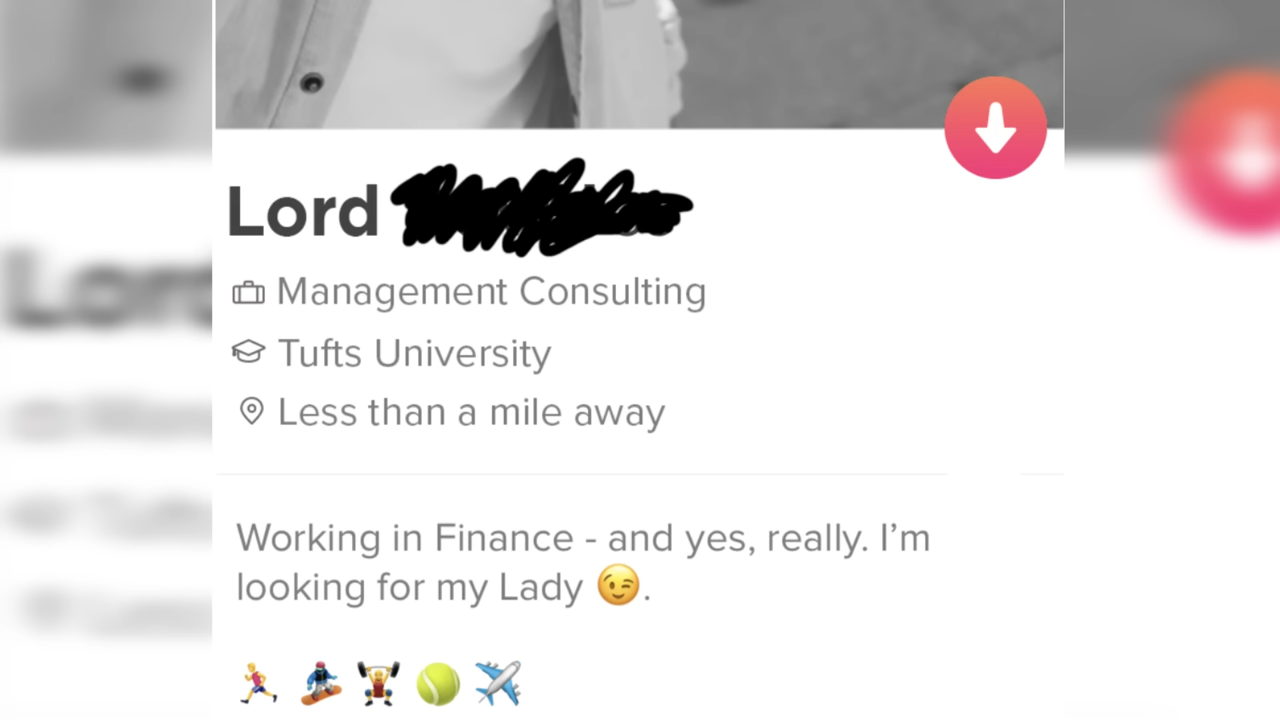 Lord
Management Consulting
Tufts University
Less than a mile away
Working in Finance - and yes, really. I’m
looking for my Lady 😉.
🏃 🏂 🏋️ 🎾 ✈️